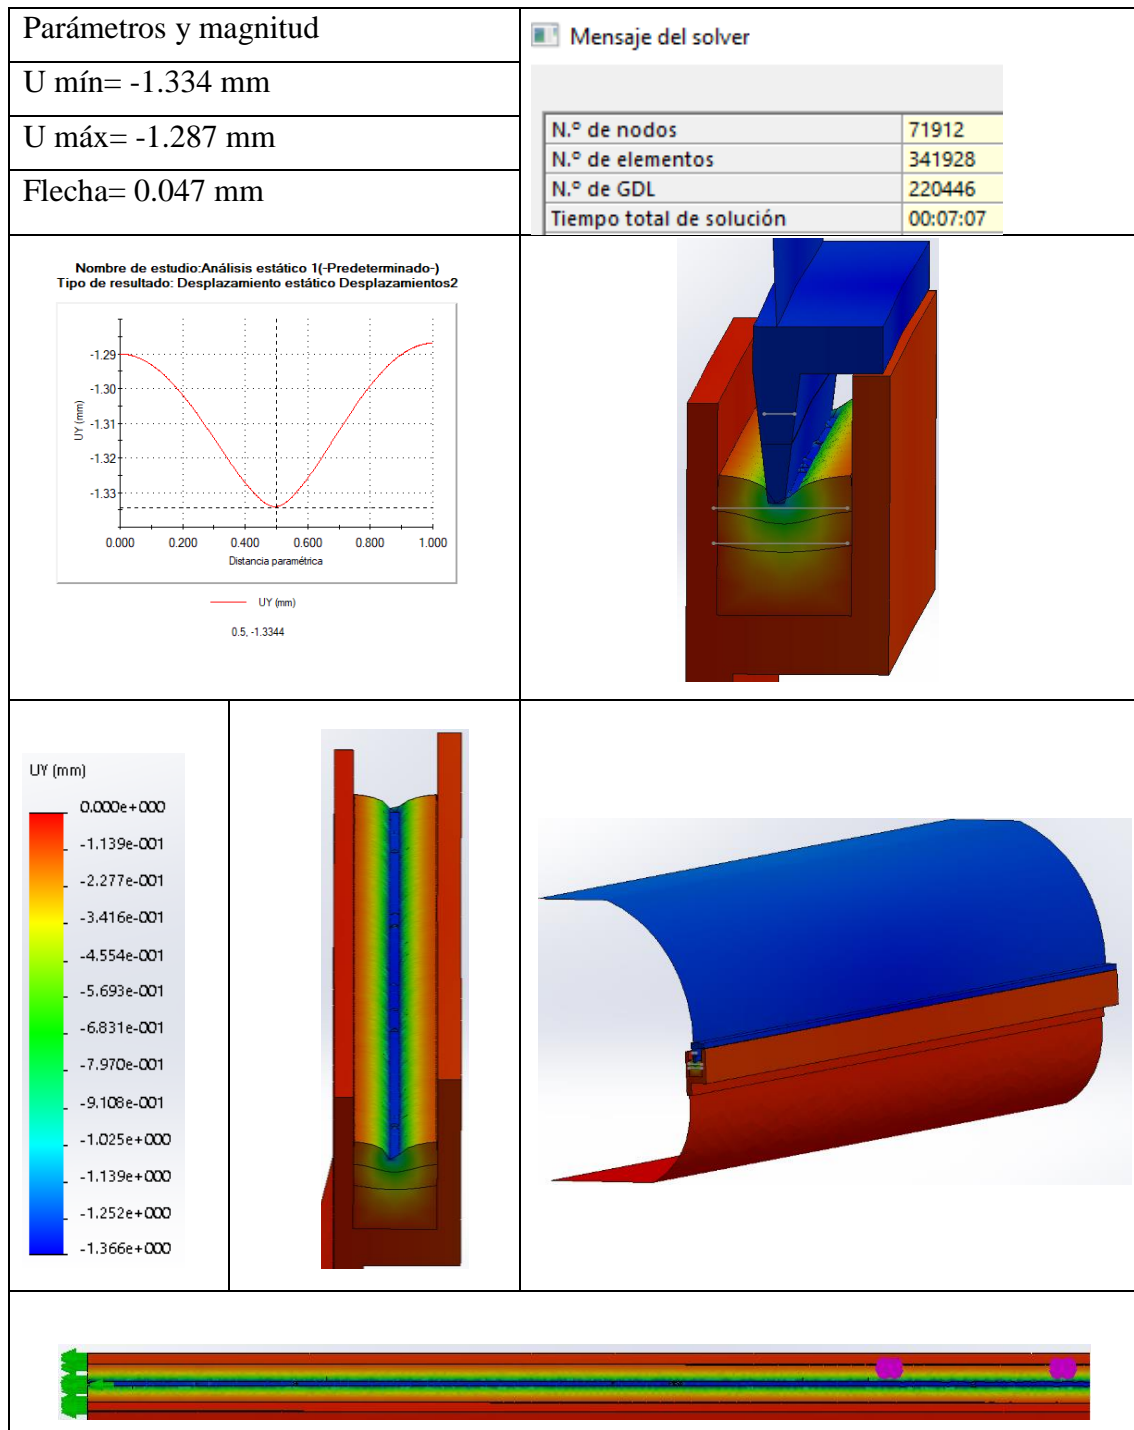 Parámetros y magnitud
U mín= -1.334 mm
U máx= -1.287 mm
Flecha= 0.047 mm
Mensaje del solver
N.º de nodos 71912
N.º de elementos 341928
N.º de GDL 220446
Tiempo total de solución 00:07:07
Nombre de estudio:Análisis estático 1(-Predeterminado-)
Tipo de resultado: Desplazamiento estático Desplazamientos2
UY (mm)
-1.29
-1.30
-1.31
-1.32
-1.33
0.000 0.200 0.400 0.600 0.800 1.000
Distancia paramétrica
UY (mm)
0.5, -1.3344
UY (mm)
0.000e+000
-1.139e-001
-2.277e-001
-3.416e-001
-4.554e-001
-5.693e-001
-6.831e-001
-7.970e-001
-9.108e-001
-1.025e+000
-1.139e+000
-1.252e+000
-1.366e+000